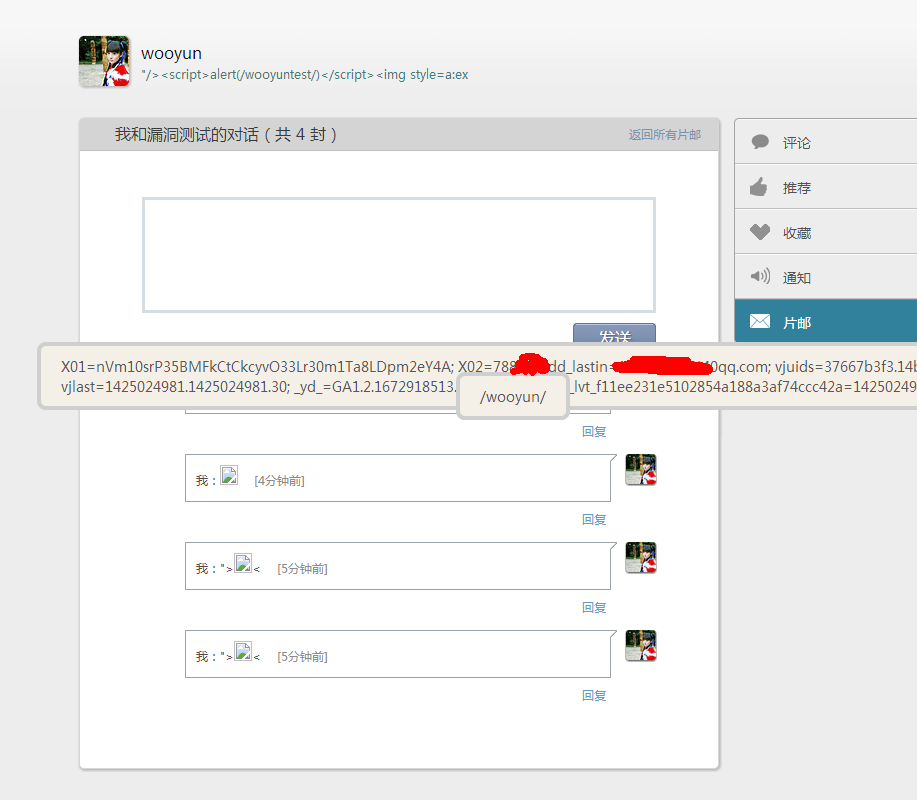 wooyun
"/><script>alert(/wooyuntest/)</script><img style=a:ex
我和漏洞测试的对话（共 4 封）
返回所有片邮
评论
推荐
收藏
通知
片邮
发送
X01=nVm10srP35BMFkCtCkcyvO33Lr30m1Ta8LDpm2eY4A; X02=788 dd_lastin= 0qq.com; vjuids=37667b3f3.14b
vjlast=1425024981.1425024981.30; _yd_=GA1.2.1672918513. _lvt_f11ee231e5102854a188a3af74ccc42a=14250249
/wooyun/
回复
我： [4分钟前]
回复
我："> < [5分钟前]
回复
我："> < [5分钟前]
回复